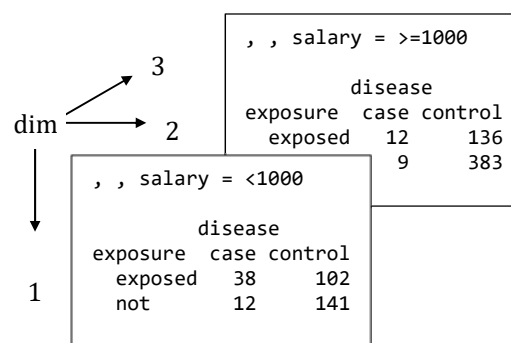 , , salary = >=1000
disease
exposure case control
exposed 12 136
9 383
3
dim
2
1
, , salary = <1000
disease
exposure case control
exposed 38 102
not 12 141